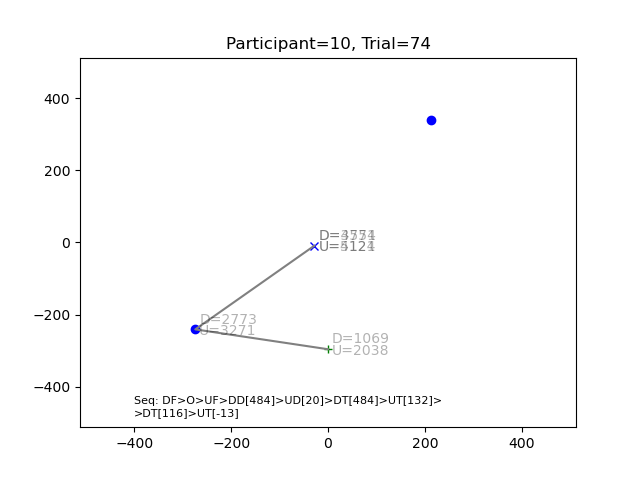 Participant=10, Trial=74
400
200
0
−200
−400
D=2773
U=3271
D=1069
U=2038
Seq: DF>O>UF>DD[484]>UD[20]>DT[484]>UT[132]>
>DT[116]>UT[-13]
−400
−200
0
200
400